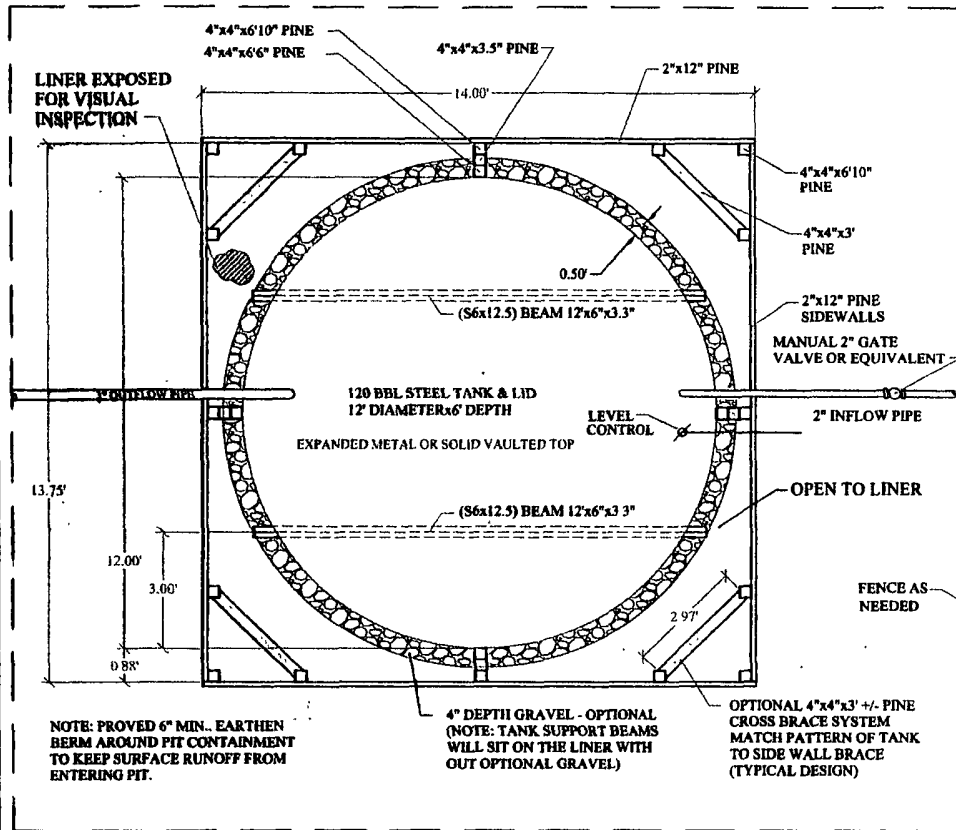 4"x4"x6'10" PINE
4"x4"x6'6" PINE
4"x4"x3.5" PINE
2"x12" PINE
LINER EXPOSED
FOR VISUAL
INSPECTION
14.00'
4"x4"x6'10"
PINE
4"x4"x3'
PINE
0.50'
(S6x12.5) BEAM 12'x6"x3.3"
2"x12" PINE
SIDEWALLS
MANUAL 2" GATE
VALVE OR EQUIVALENT
OUTFLOW PIPE
120 BBL STEEL TANK & LID
12' DIAMETERx6' DEPTH
LEVEL
CONTROL
2" INFLOW PIPE
EXPANDED METAL OR SOLID VAULTED TOP
13.75'
(S6x12.5) BEAM 12'x6"x3 3"
OPEN TO LINER
12.00'
3.00'
2.97'
FENCE AS
NEEDED
0.88'
NOTE: PROVED 6" MIN.. EARTHEN
BERM AROUND PIT CONTAINMENT
TO KEEP SURFACE RUNOFF FROM
ENTERING PIT.
4" DEPTH GRAVEL - OPTIONAL
(NOTE: TANK SUPPORT BEAMS
WILL SIT ON THE LINER WITH
OUT OPTIONAL GRAVEL)
OPTIONAL 4"x4"x3' +/- PINE
CROSS BRACE SYSTEM
MATCH PATTERN OF TANK
TO SIDE WALL BRACE
(TYPICAL DESIGN)